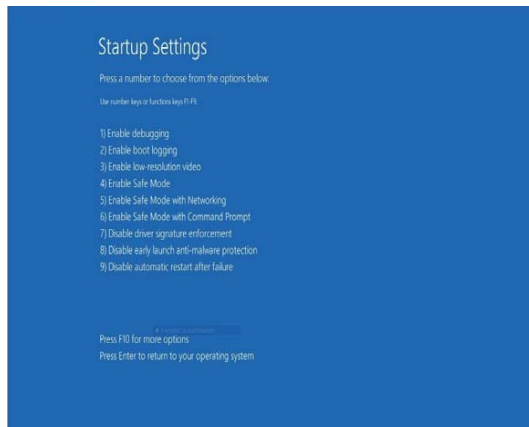 Startup Settings
Press a number to choose from the options below:
Use number keys or functions keys F1-F9.
1) Enable debugging
2) Enable boot logging
3) Enable low-resolution video
4) Enable Safe Mode
5) Enable Safe Mode with Networking
6) Enable Safe Mode with Command Prompt
7) Disable driver signature enforcement
8) Disable early launch anti-malware protection
9) Disable automatic restart after failure
Press F10 for more options
Press Enter to return to your operating system